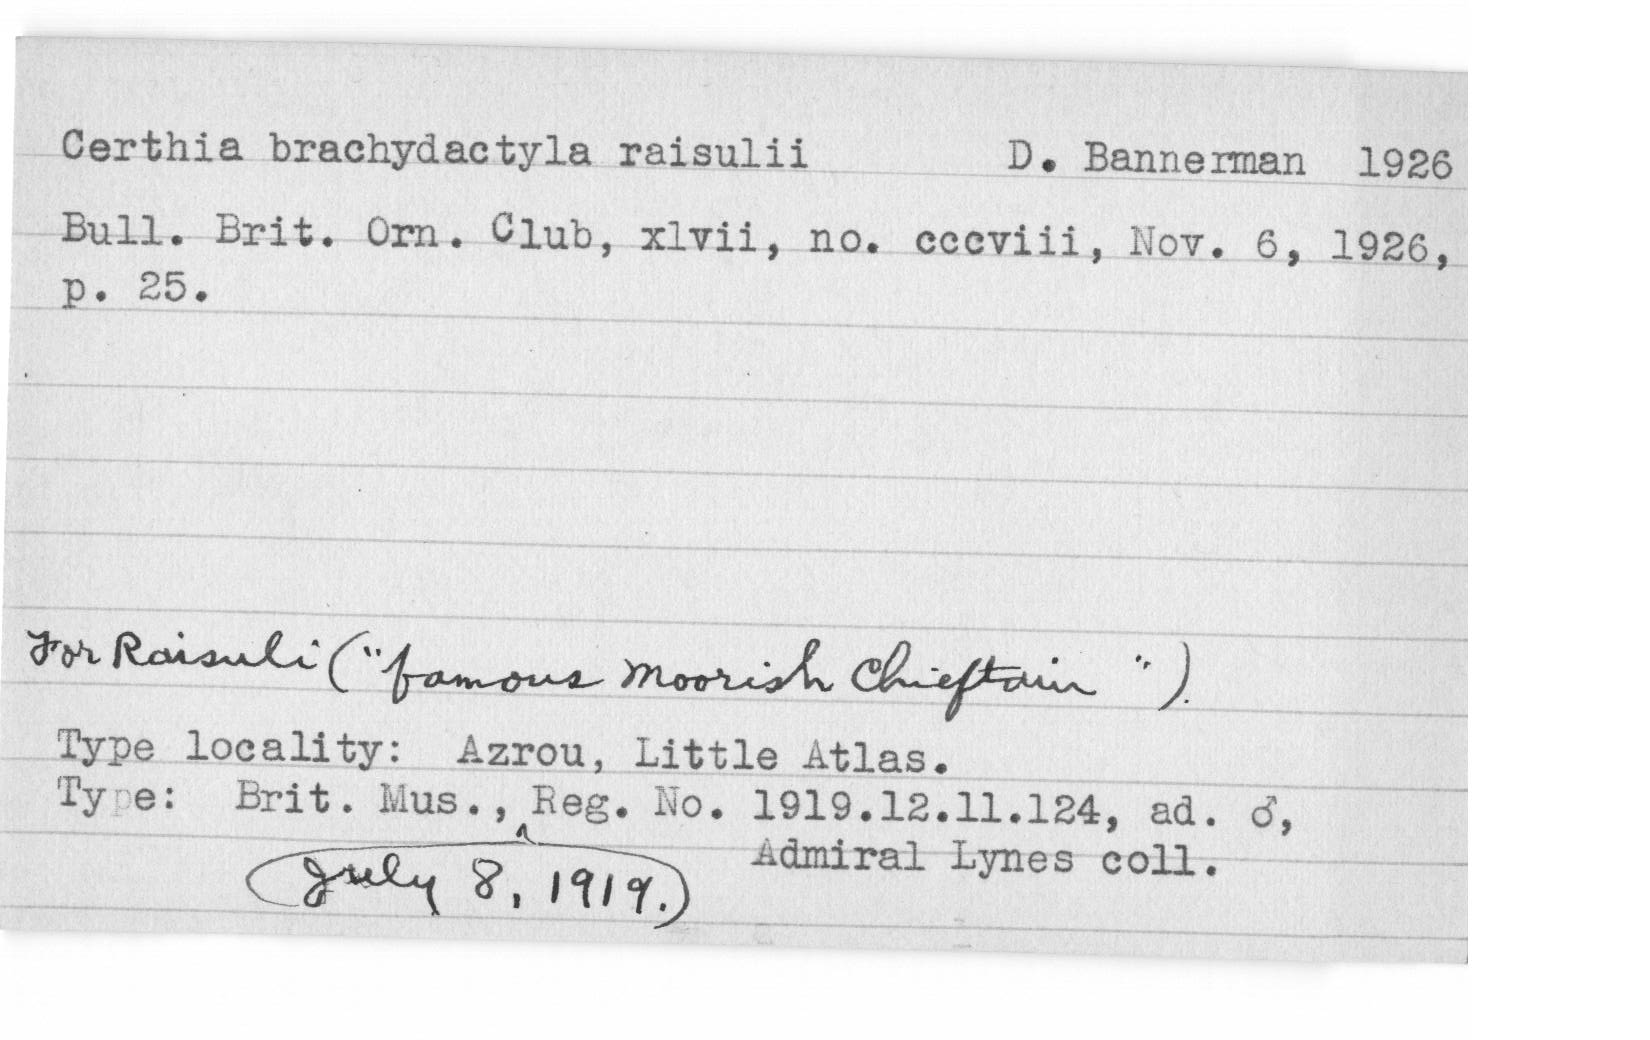 Certhia brachydactyla raisulii D. Bannerman 1926
Bull. Brit. Orn. Club, xlvii, no. cccviii, Nov. 6, 1926,
p. 25.
For Raisuli ("famous Moorish Chieftain").
Type locality: Azrou, Little Atlas.
Type: Brit. Mus., Reg. No. 1919.12.11.124, ad. ♂,
Admiral Lynes coll.
July 8, 1919.